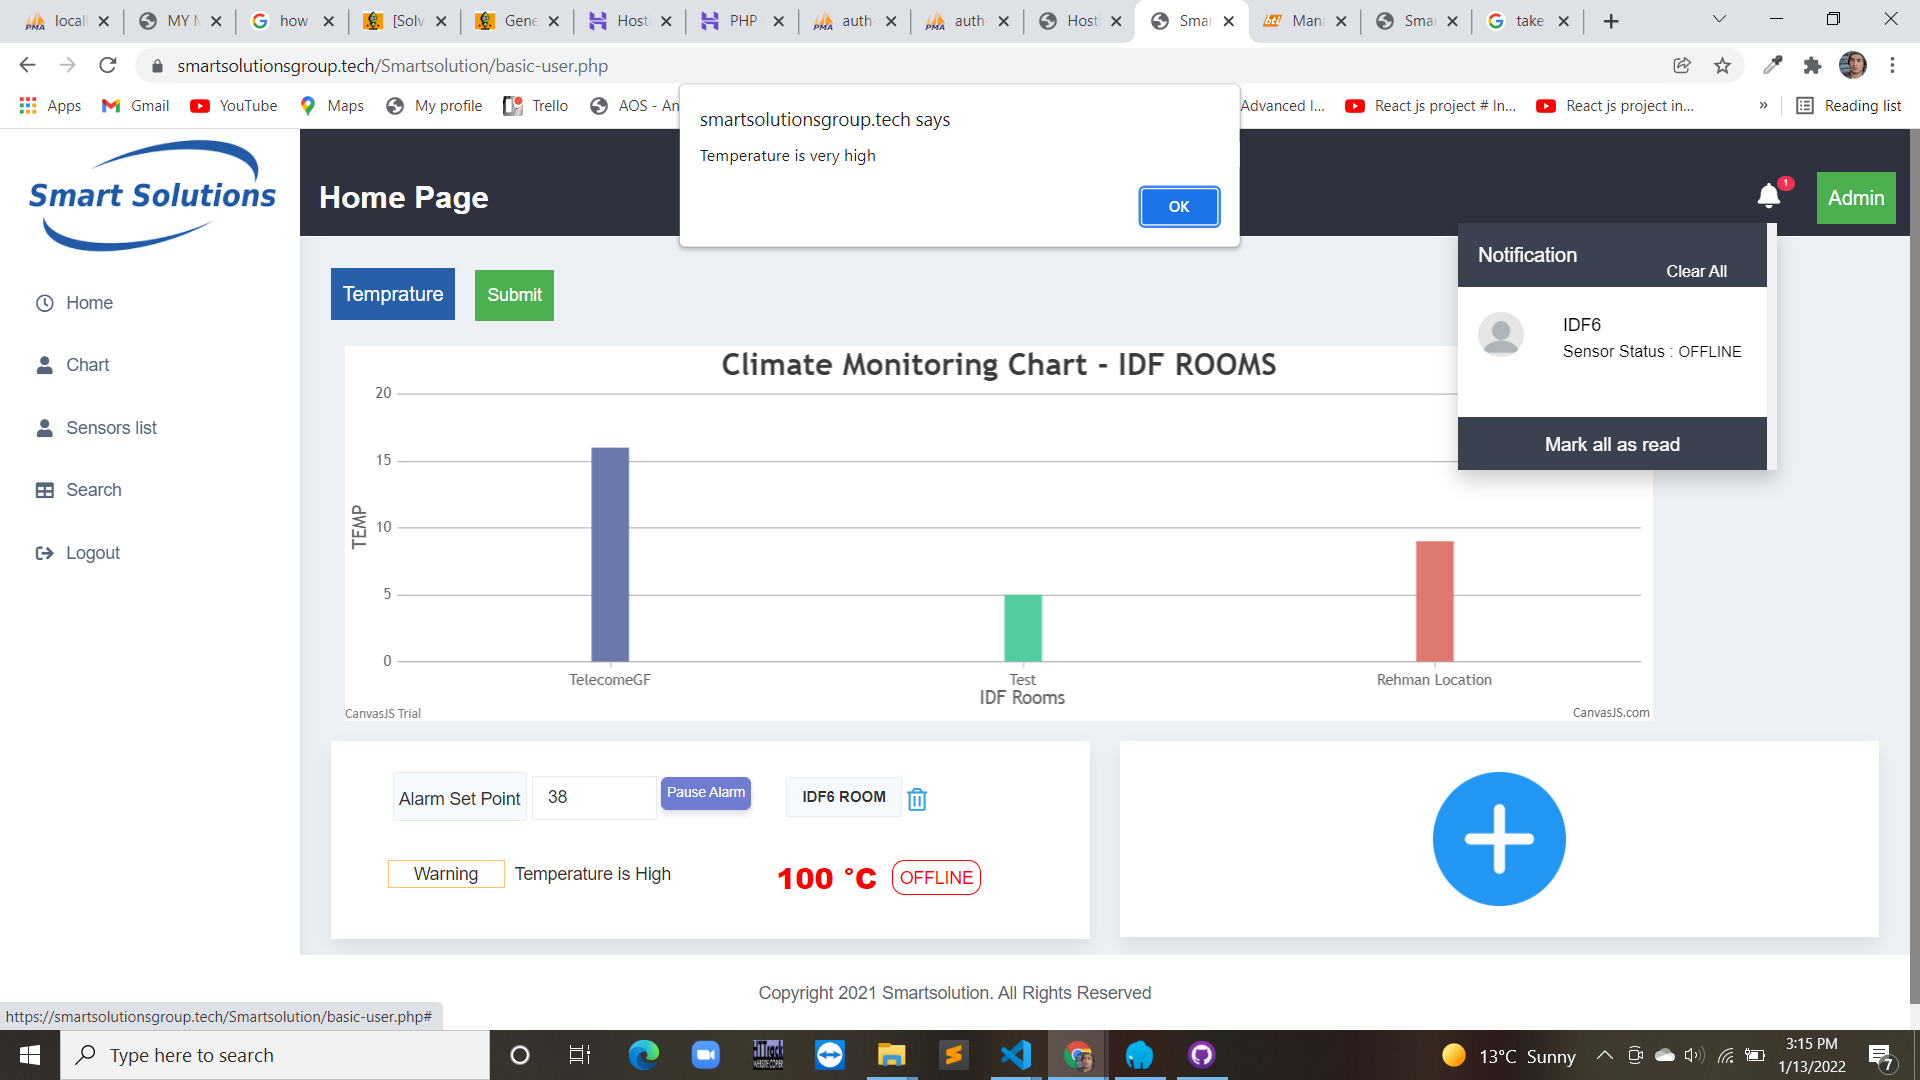 locall
MY M
how
[Solv
Gene
Host
PHP
auth-
auth-
Hosti
Smar
Mana
Smar
take
smartsolutionsgroup.tech/Smartsolution/basic-user.php
Apps
Gmail
YouTube
Maps
My profile
Trello
AOS - An
Advanced I...
React js project # In...
React js project in...
»
Reading list
smartsolutionsgroup.tech says
Temperature is very high
OK
Smart Solutions
Home Page
1
Admin
Notification
Clear All
IDF6
Sensor Status : OFFLINE
Mark all as read
Home
Chart
Sensors list
Search
Logout
Temprature
Submit
Climate Monitoring Chart - IDF ROOMS
20
15
10
5
0
TEMP
TelecomeGF
Test
Rehman Location
IDF Rooms
CanvasJS Trial
CanvasJS.com
Alarm Set Point
38
Pause Alarm
IDF6 ROOM
Warning
Temperature is High
100 °C
OFFLINE
Copyright 2021 Smartsolution. All Rights Reserved
https://smartsolutionsgroup.tech/Smartsolution/basic-user.php#
Type here to search
13°C Sunny
3:15 PM
1/13/2022
7